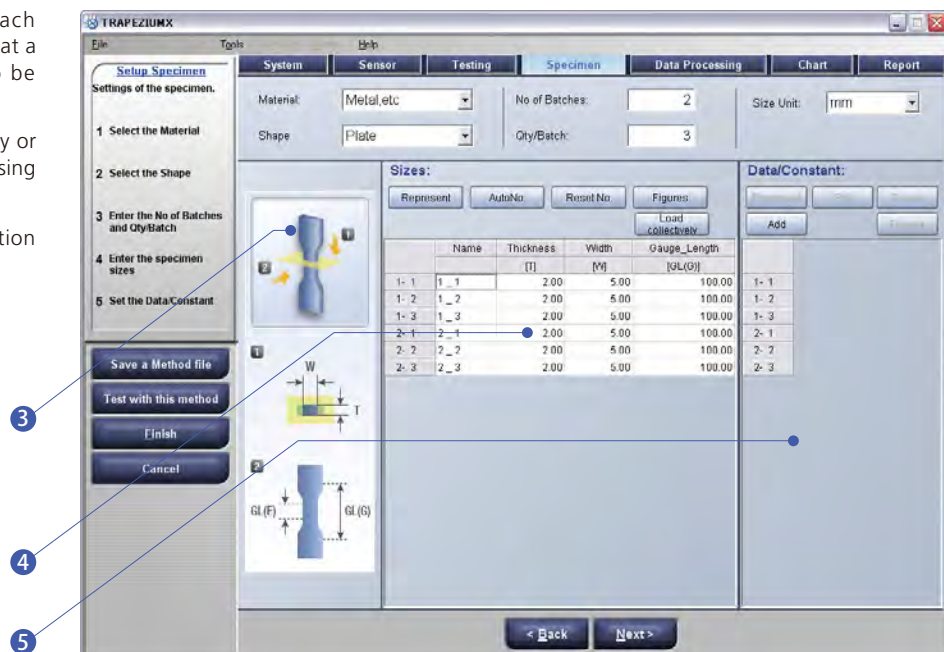 ach
at a
be
y or
sing
tion
TRAPEZIUMX
File Tools Help
Setup Specimen
Settings of the specimen.
1 Select the Material
2 Select the Shape
3 Enter the No of Batches
and Qty/Batch
4 Enter the specimen
sizes
5 Set the Data/Constant
Save a Method file
Test with this method
Finish
Cancel
System Sensor Testing Specimen Data Processing Chart Report
Material: Metal,etc No of Batches: 2 Size Unit: mm
Shape Plate Qty/Batch: 3
1
2
1
W
T
2
GL(F) GL(G)
Sizes:
Represent AutoNo. Reset No. Figures
Load
collectively
Name Thickness Width Gauge_Length
[T] [W] [GL(G)]
1- 1 1_1 2.00 5.00 100.00
1- 2 1_2 2.00 5.00 100.00
1- 3 1_3 2.00 5.00 100.00
2- 1 2_1 2.00 5.00 100.00
2- 2 2_2 2.00 5.00 100.00
2- 3 2_3 2.00 5.00 100.00
Data/Constant:
Add
1- 1
1- 2
1- 3
2- 1
2- 2
2- 3
< Back Next >
3
4
5